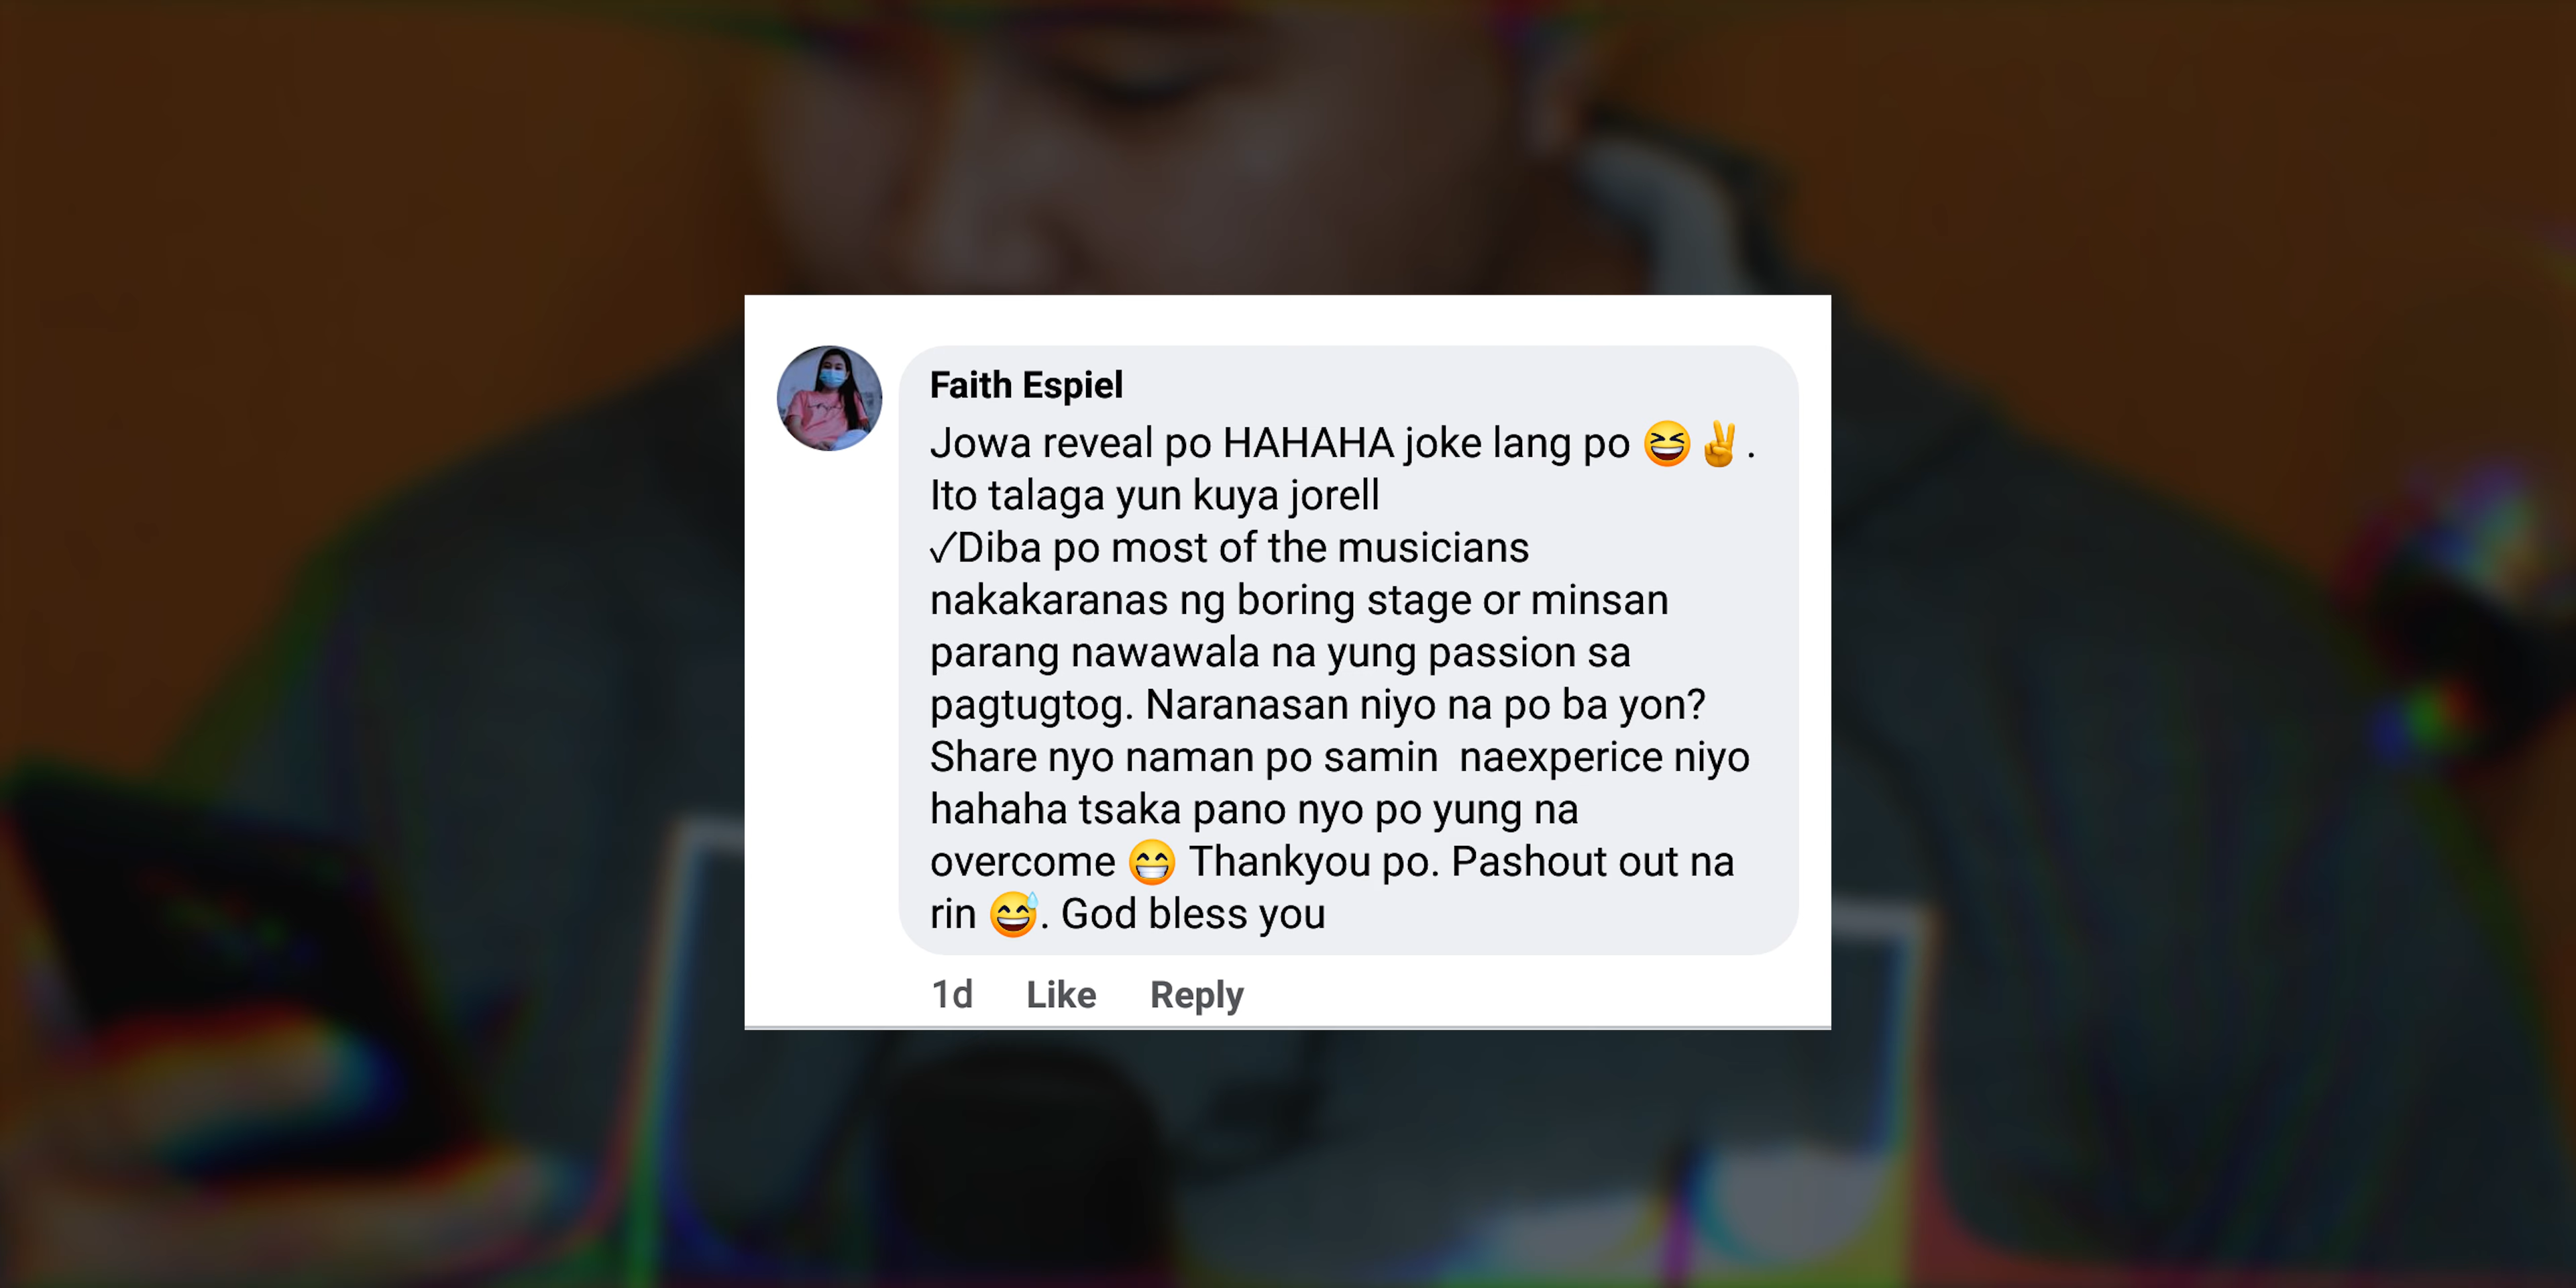 Faith Espiel
Jowa reveal po HAHAHA joke lang po 😆✌️.
Ito talaga yun kuya jorell
✓Diba po most of the musicians
nakakaranas ng boring stage or minsan
parang nawawala na yung passion sa
pagtugtog. Naranasan niyo na po ba yon?
Share nyo naman po samin  naexperice niyo
hahaha tsaka pano nyo po yung na
overcome 😁 Thankyou po. Pashout out na
rin 😅. God bless you
1d Like Reply